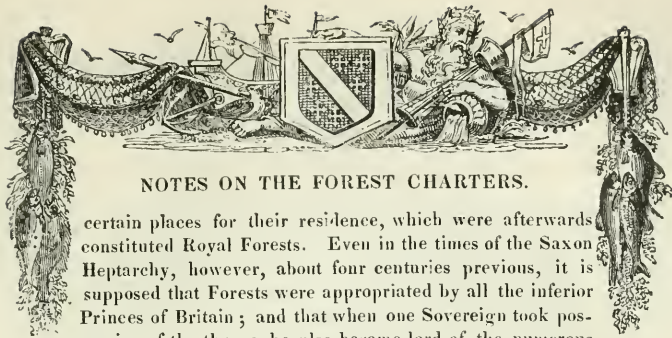 NOTES ON THE FOREST CHARTERS.
certain places for their residence, which were afterwards
constituted Royal Forests. Even in the times of the Saxon
Heptarchy, however, about four centuries previous, it is
supposed that Forests were appropriated by all the inferior
Princes of Britain ; and that when one Sovereign took pos-